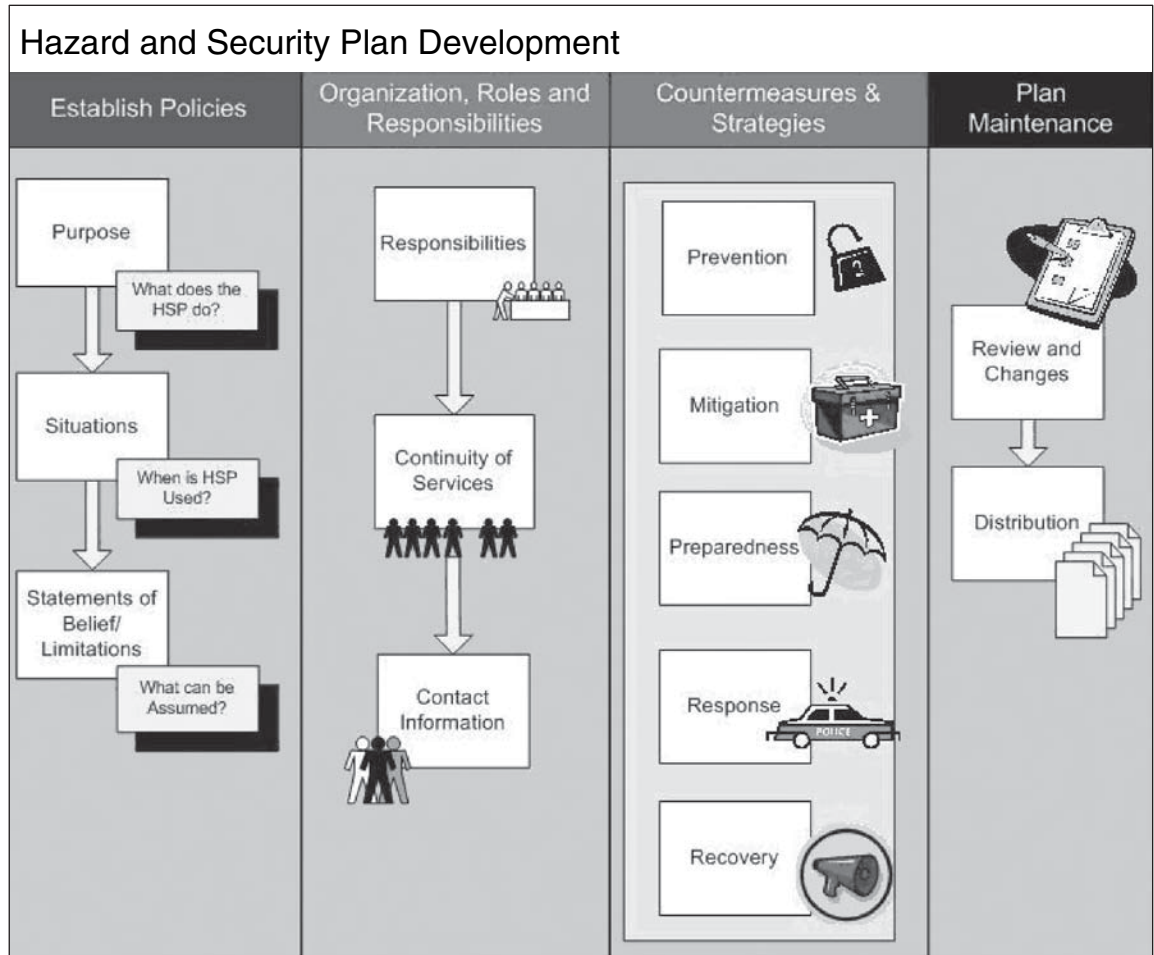 Hazard and Security Plan Development
Establish Policies
Organization, Roles and
Responsibilities
Countermeasures &
Strategies
Plan
Maintenance
Purpose
What does the
HSP do?
Situations
When is HSP
Used?
Statements of
Belief/
Limitations
What can be
Assumed?
Responsibilities
Continuity of
Services
Contact
Information
Prevention
Mitigation
Preparedness
Response
POLICE
Recovery
Review and
Changes
Distribution